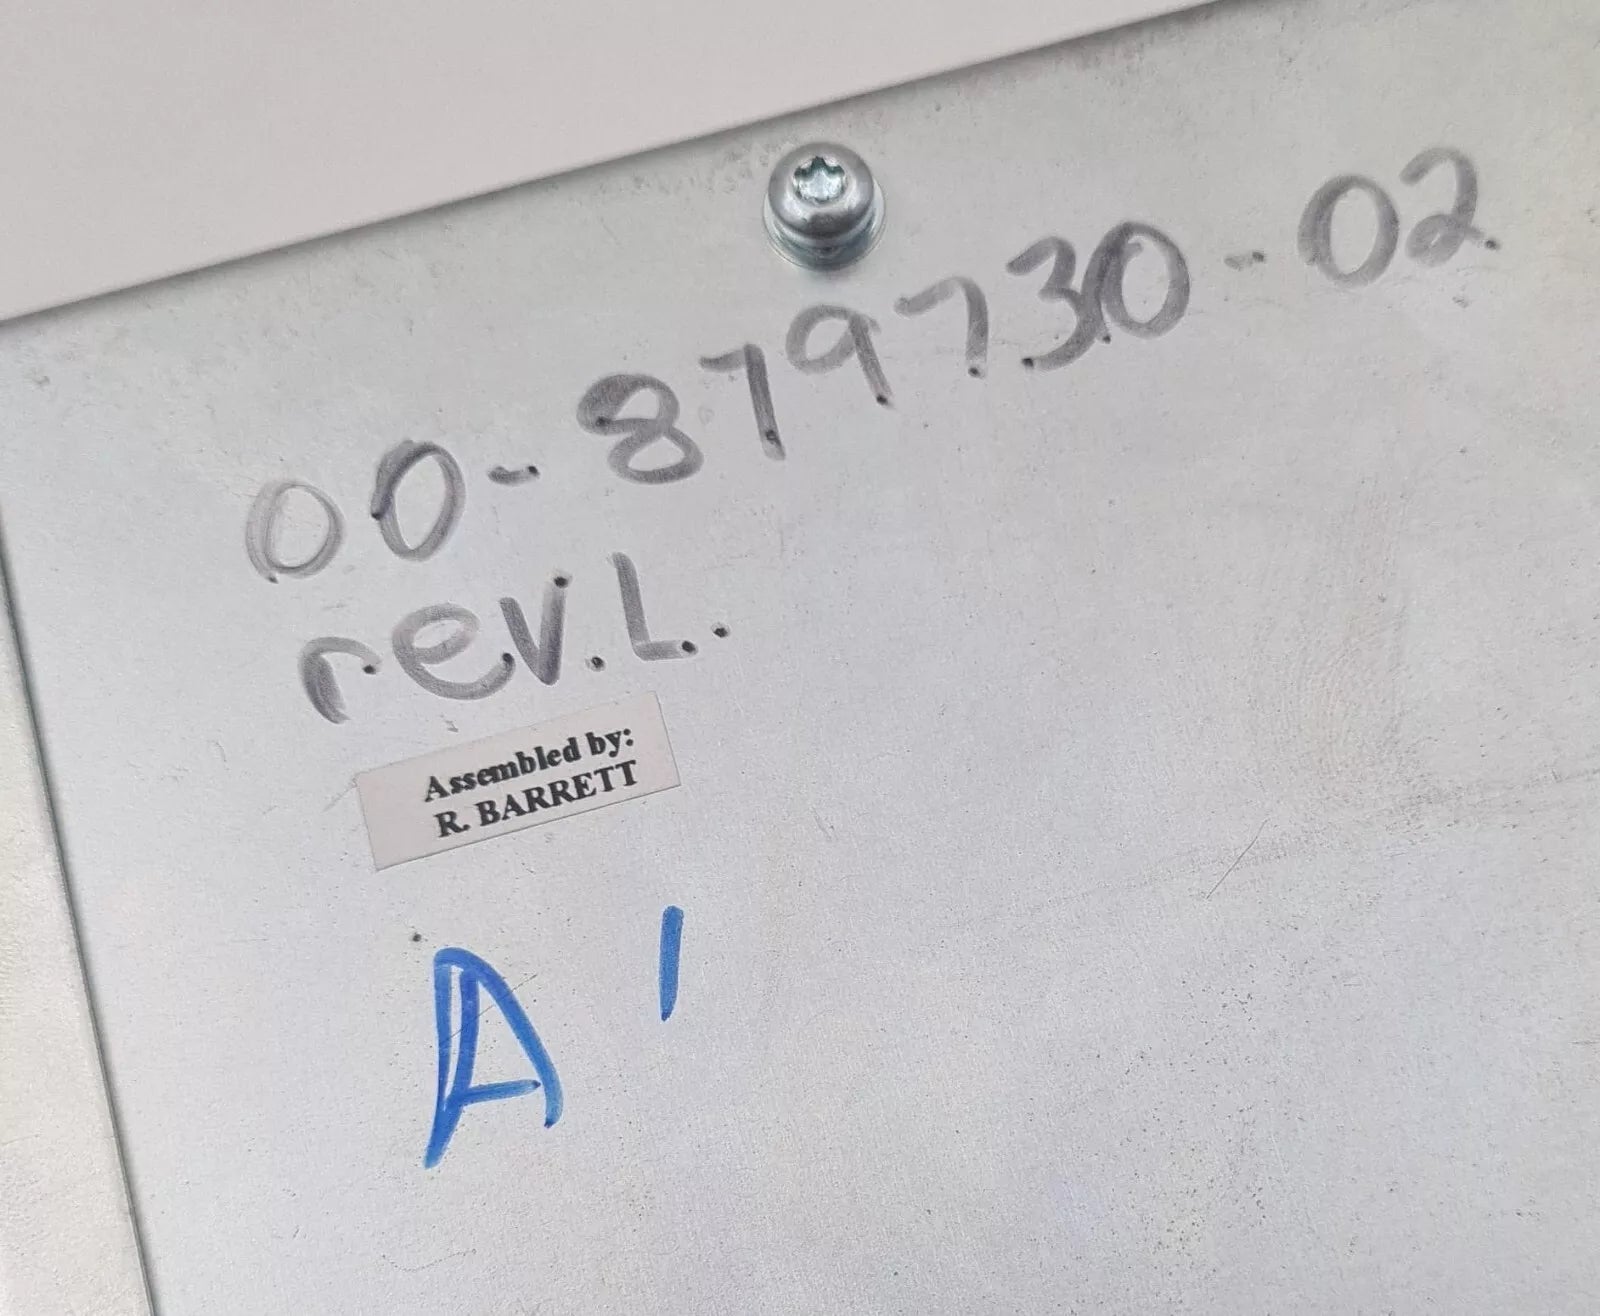 00-879730-02
rev.L.
Assembled by:
R. BARRETT
A'